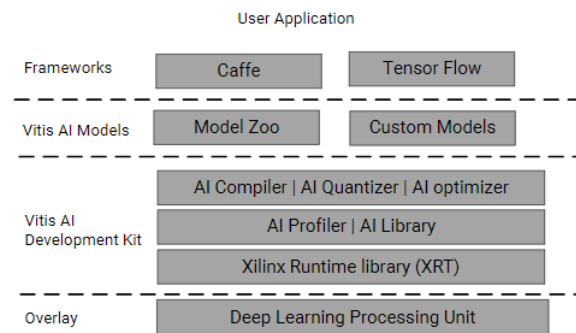 User Application
Frameworks
Caffe
Tensor Flow
Vitis AI Models
Model Zoo
Custom Models
Vitis AI
Development Kit
AI Compiler | AI Quantizer | AI optimizer
AI Profiler | AI Library
Xilinx Runtime library (XRT)
Overlay
Deep Learning Processing Unit